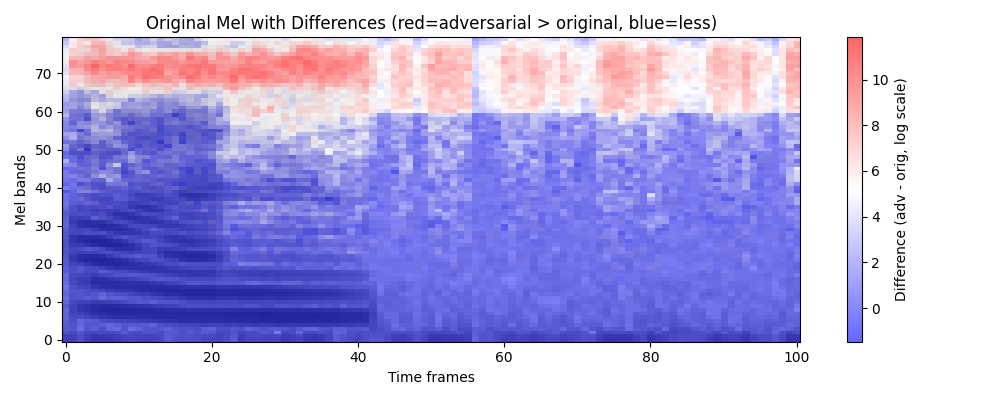 Original Mel with Differences (red=adversarial > original, blue=less)
Mel bands
70
60
50
40
30
20
10
0
0 20 40 60 80 100
Time frames
10
8
6
4
2
0
Difference (adv - orig, log scale)